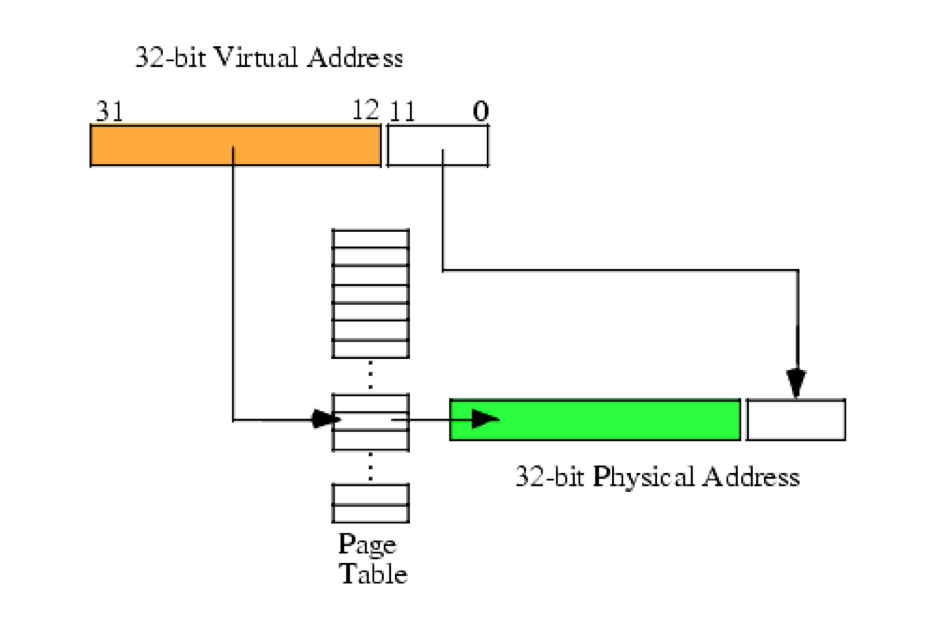 32-bit Virtual Address
31 12 11 0
32-bit Physical Address
Page
Table